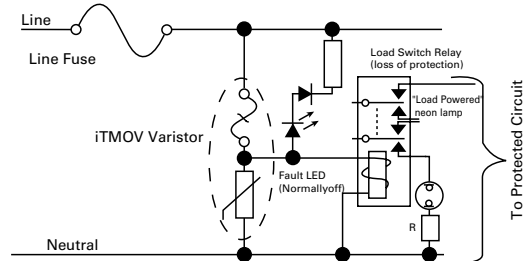 Line
Line Fuse
Load Switch Relay
(loss of protection)
"Load Powered"
neon lamp
iTMOV Varistor
Fault LED
(Normallyoff)
R
Neutral
To Protected Circuit